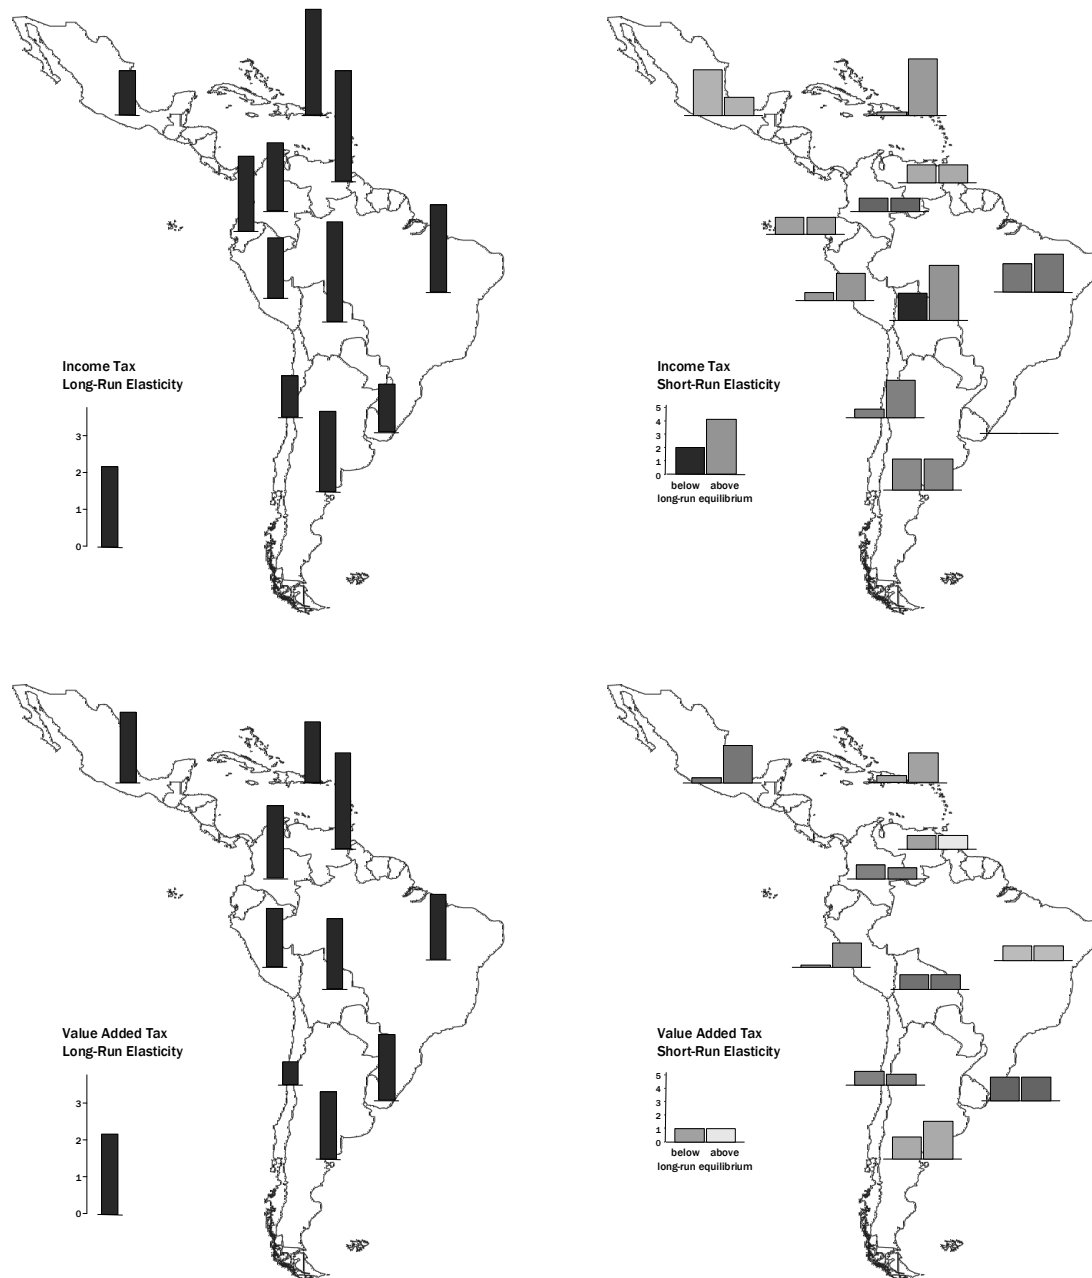 Income Tax
Long-Run Elasticity
3
2
1
0
Income Tax
Short-Run Elasticity
5
4
3
2
1
0
below above
long-run equilibrium
Value Added Tax
Long-Run Elasticity
3
2
1
0
Value Added Tax
Short-Run Elasticity
5
4
3
2
1
0
below above
long-run equilibrium